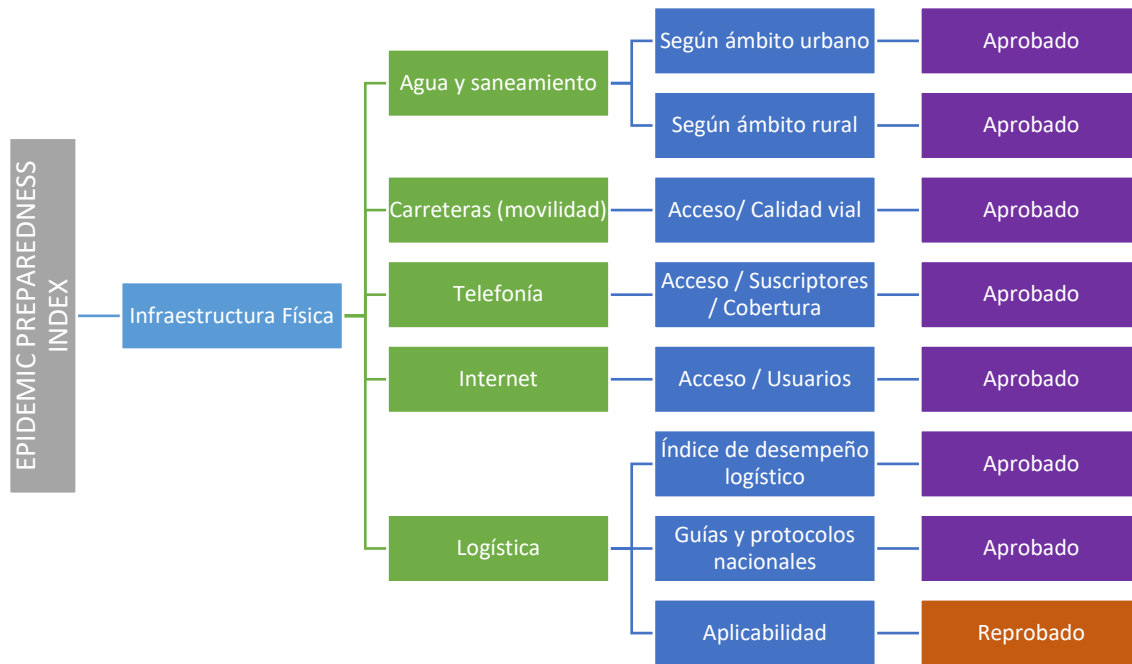 EPIDEMIC PREPAREDNESS
INDEX
Infraestructura Física
Agua y saneamiento
Según ámbito urbano
Aprobado
Según ámbito rural
Aprobado
Carreteras (movilidad)
Acceso/ Calidad vial
Aprobado
Telefonía
Acceso / Suscriptores
/ Cobertura
Aprobado
Internet
Acceso / Usuarios
Aprobado
Logística
Índice de desempeño
logístico
Aprobado
Guías y protocolos
nacionales
Aprobado
Aplicabilidad
Reprobado